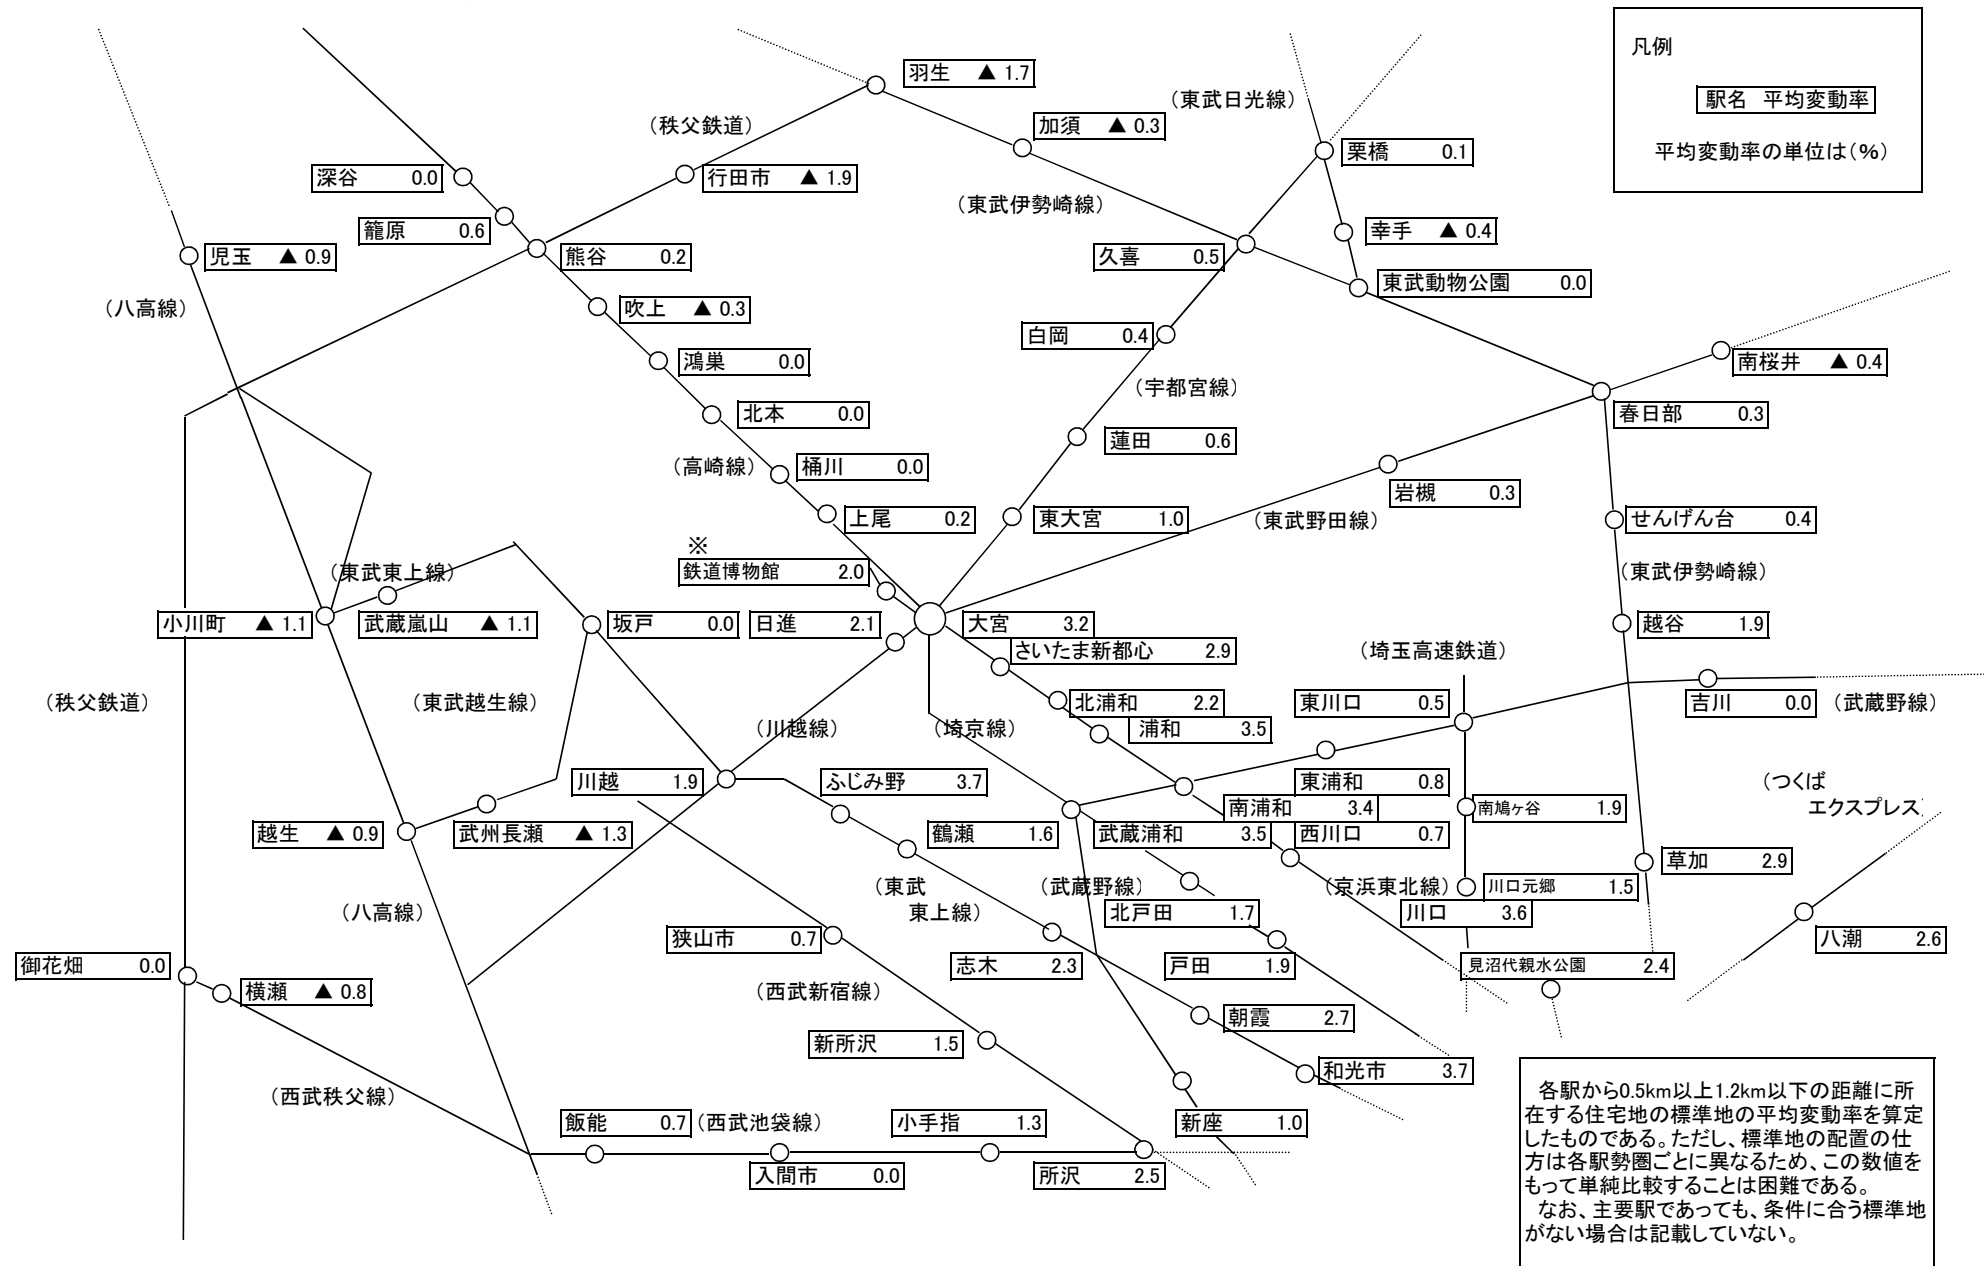 凡例
駅名 平均変動率
平均変動率の単位は(%)
羽生 ▲ 1.7
(東武日光線)
(秩父鉄道)
加須 ▲ 0.3
栗橋 0.1
深谷 0.0
行田市 ▲ 1.9
(東武伊勢崎線)
籠原 0.6
幸手 ▲ 0.4
児玉 ▲ 0.9
熊谷 0.2
久喜 0.5
東武動物公園 0.0
(八高線)
吹上 ▲ 0.3
白岡 0.4
鴻巣 0.0
南桜井 ▲ 0.4
(宇都宮線)
北本 0.0
春日部 0.3
蓮田 0.6
(高崎線)
桶川 0.0
岩槻 0.3
上尾 0.2
東大宮 1.0
(東武野田線)
せんげん台 0.4
※
鉄道博物館 2.0
(東武東上線)
(東武伊勢崎線)
小川町 ▲ 1.1
武蔵嵐山 ▲ 1.1
坂戸 0.0
日進 2.1
大宮 3.2
越谷 1.9
さいたま新都心 2.9
(埼玉高速鉄道)
(秩父鉄道)
(東武越生線)
北浦和 2.2
東川口 0.5
吉川 0.0
(武蔵野線)
(川越線)
(埼京線)
浦和 3.5
川越 1.9
ふじみ野 3.7
東浦和 0.8
(つくば
エクスプレス
南浦和 3.4
南鳩ヶ谷 1.9
越生 ▲ 0.9
武州長瀬 ▲ 1.3
鶴瀬 1.6
武蔵浦和 3.5
西川口 0.7
草加 2.9
(東武
東上線)
(武蔵野線)
(京浜東北線)
川口元郷 1.5
(八高線)
北戸田 1.7
川口 3.6
狭山市 0.7
八潮 2.6
御花畑 0.0
志木 2.3
戸田 1.9
見沼代親水公園 2.4
横瀬 ▲ 0.8
(西武新宿線)
朝霞 2.7
新所沢 1.5
和光市 3.7
(西武秩父線)
飯能 0.7
(西武池袋線)
小手指 1.3
新座 1.0
入間市 0.0
所沢 2.5
各駅から0.5km以上1.2km以下の距離に所
在する住宅地の標準地の平均変動率を算定
したものである。ただし、標準地の配置の仕
方は各駅勢圏ごとに異なるため、この数値を
もって単純比較することは困難である。
なお、主要駅であっても、条件に合う標準地
がない場合は記載していない。